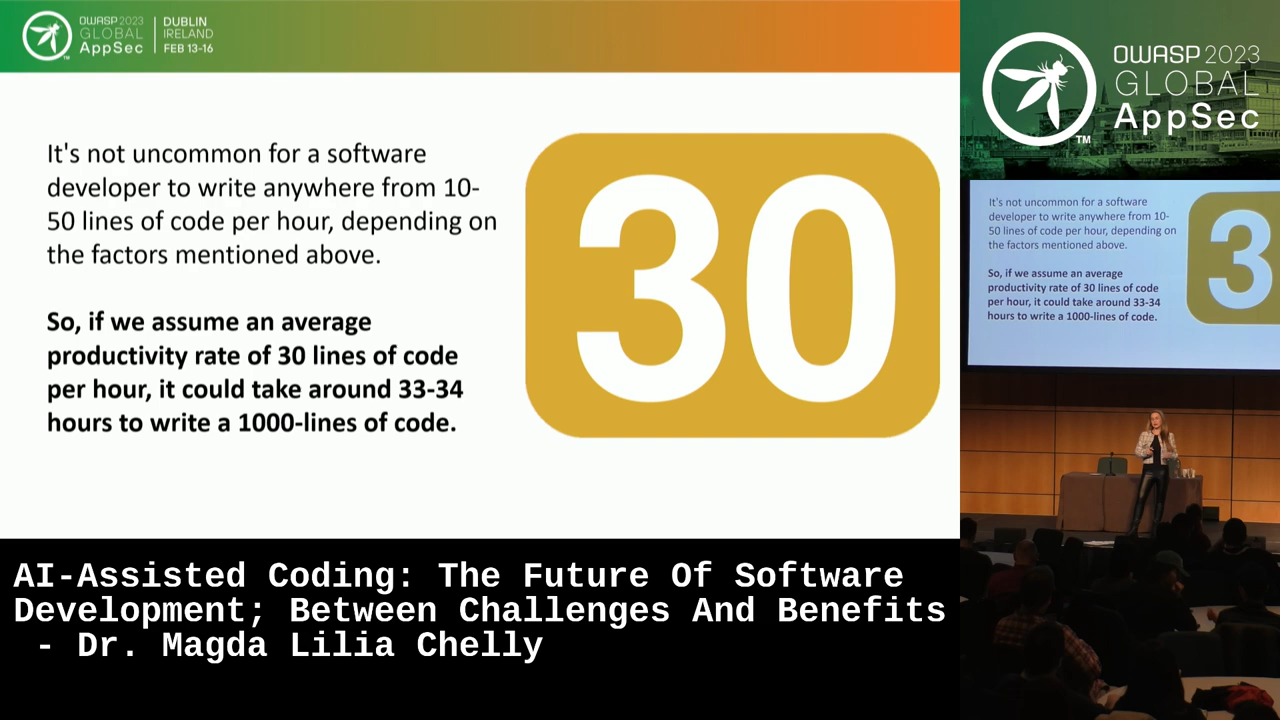 OWASP 2023
GLOBAL
AppSec
DUBLIN
IRELAND
FEB 13-16
TM
It's not uncommon for a software
developer to write anywhere from 10-
50 lines of code per hour, depending on
the factors mentioned above.
So, if we assume an average
productivity rate of 30 lines of code
per hour, it could take around 33-34
hours to write a 1000-lines of code.
30
OWASP 2023
GLOBAL
AppSec
TM
It's not uncommon for a software
developer to write anywhere from 10-
50 lines of code per hour, depending on
the factors mentioned above.
So, if we assume an average
productivity rate of 30 lines of code
per hour, it could take around 33-34
hours to write a 1000-lines of code.
3
AI-Assisted Coding: The Future Of Software
Development; Between Challenges And Benefits
- Dr. Magda Lilia Chelly